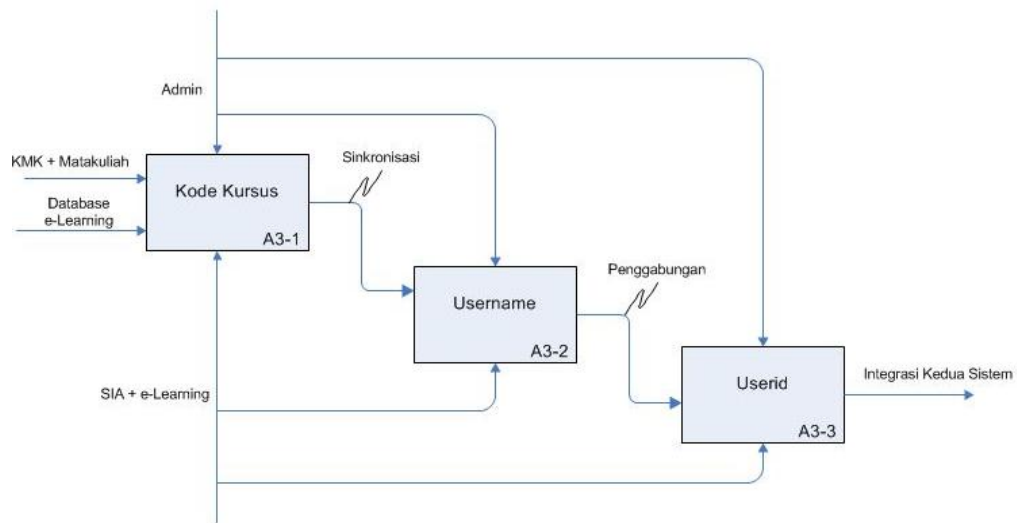 Admin
KMK + Matakuliah
Database
e-Learning
Kode Kursus
A3-1
Sinkronisasi
Username
A3-2
Penggabungan
Userid
A3-3
Integrasi Kedua Sistem
SIA + e-Learning